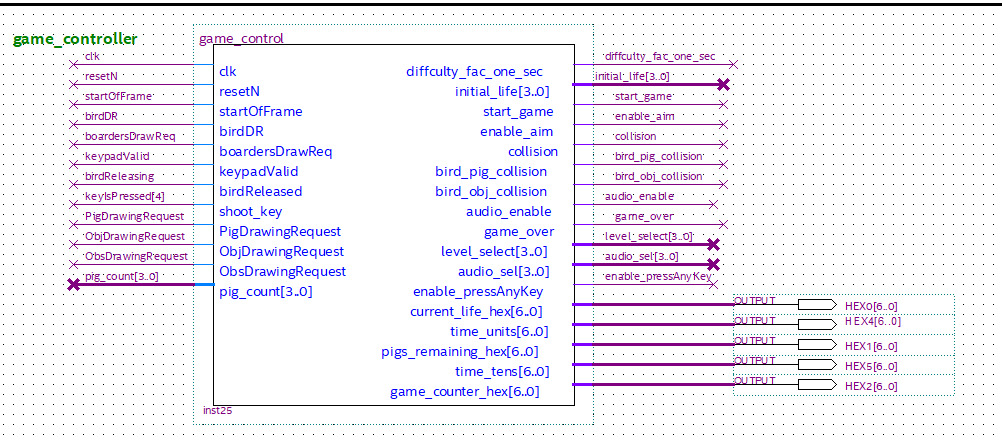 game_controller
game_control
clk
resetN
startOfFrame
birdDR
boardersDrawReq
keypadValid
birdReleasing
keyIsPressed[4]
PigDrawingRequest
ObjDrawingRequest
ObsDrawingRequest
pig_count[3..0]
clk
resetN
startOfFrame
birdDR
boardersDrawReq
keypadValid
birdReleased
shoot_key
PigDrawingRequest
ObjDrawingRequest
ObsDrawingRequest
pig_count[3..0]
diffculty_fac_one_sec
initial_life[3..0]
start_game
enable_aim
collision
bird_pig_collision
bird_obj_collision
audio_enable
game_over
level_select[3..0]
audio_sel[3..0]
enable_pressAnyKey
current_life_hex[6..0]
time_units[6..0]
pigs_remaining_hex[6..0]
time_tens[6..0]
game_counter_hex[6..0]
diffculty_fac_one_sec
initial_life[3..0]
start_game
enable_aim
collision
bird_pig_collision
bird_obj_collision
audio_enable
game_over
level_select[3..0]
audio_sel[3..0]
enable_pressAnyKey
OUTPUT HEX0[6..0]
OUTPUT HEX4[6..0]
OUTPUT HEX1[6..0]
OUTPUT HEX5[6..0]
OUTPUT HEX2[6..0]
inst25